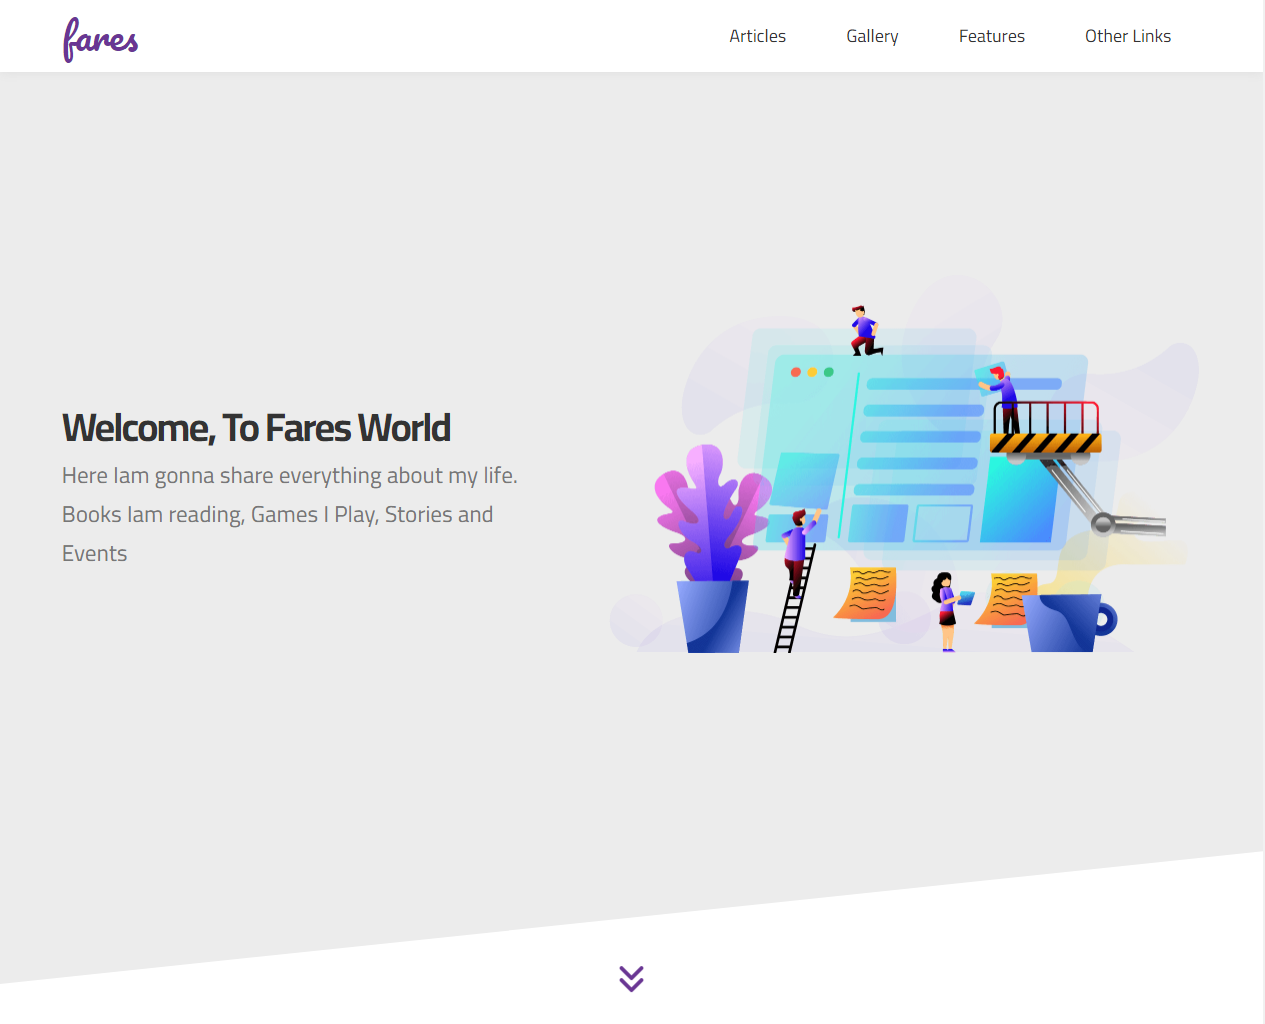 fares
Articles
Gallery
Features
Other Links
Welcome, To Fares World
Here Iam gonna share everything about my life.
Books Iam reading, Games I Play, Stories and
Events